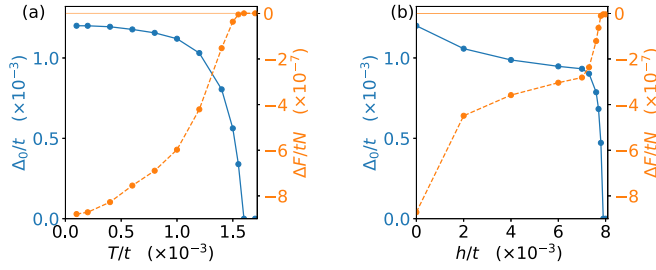 (a)
Δ₀/t (×10⁻³)
1.0
0.5
0.0
0.0 0.5 1.0 1.5
T/t (×10⁻³)
0
−2
−4
−6
−8
ΔF/tN (×10⁻⁷)
(b)
Δ₀/t (×10⁻³)
1.0
0.5
0.0
0 2 4 6 8
h/t (×10⁻³)
0
−2
−4
−6
−8
ΔF/tN (×10⁻⁷)